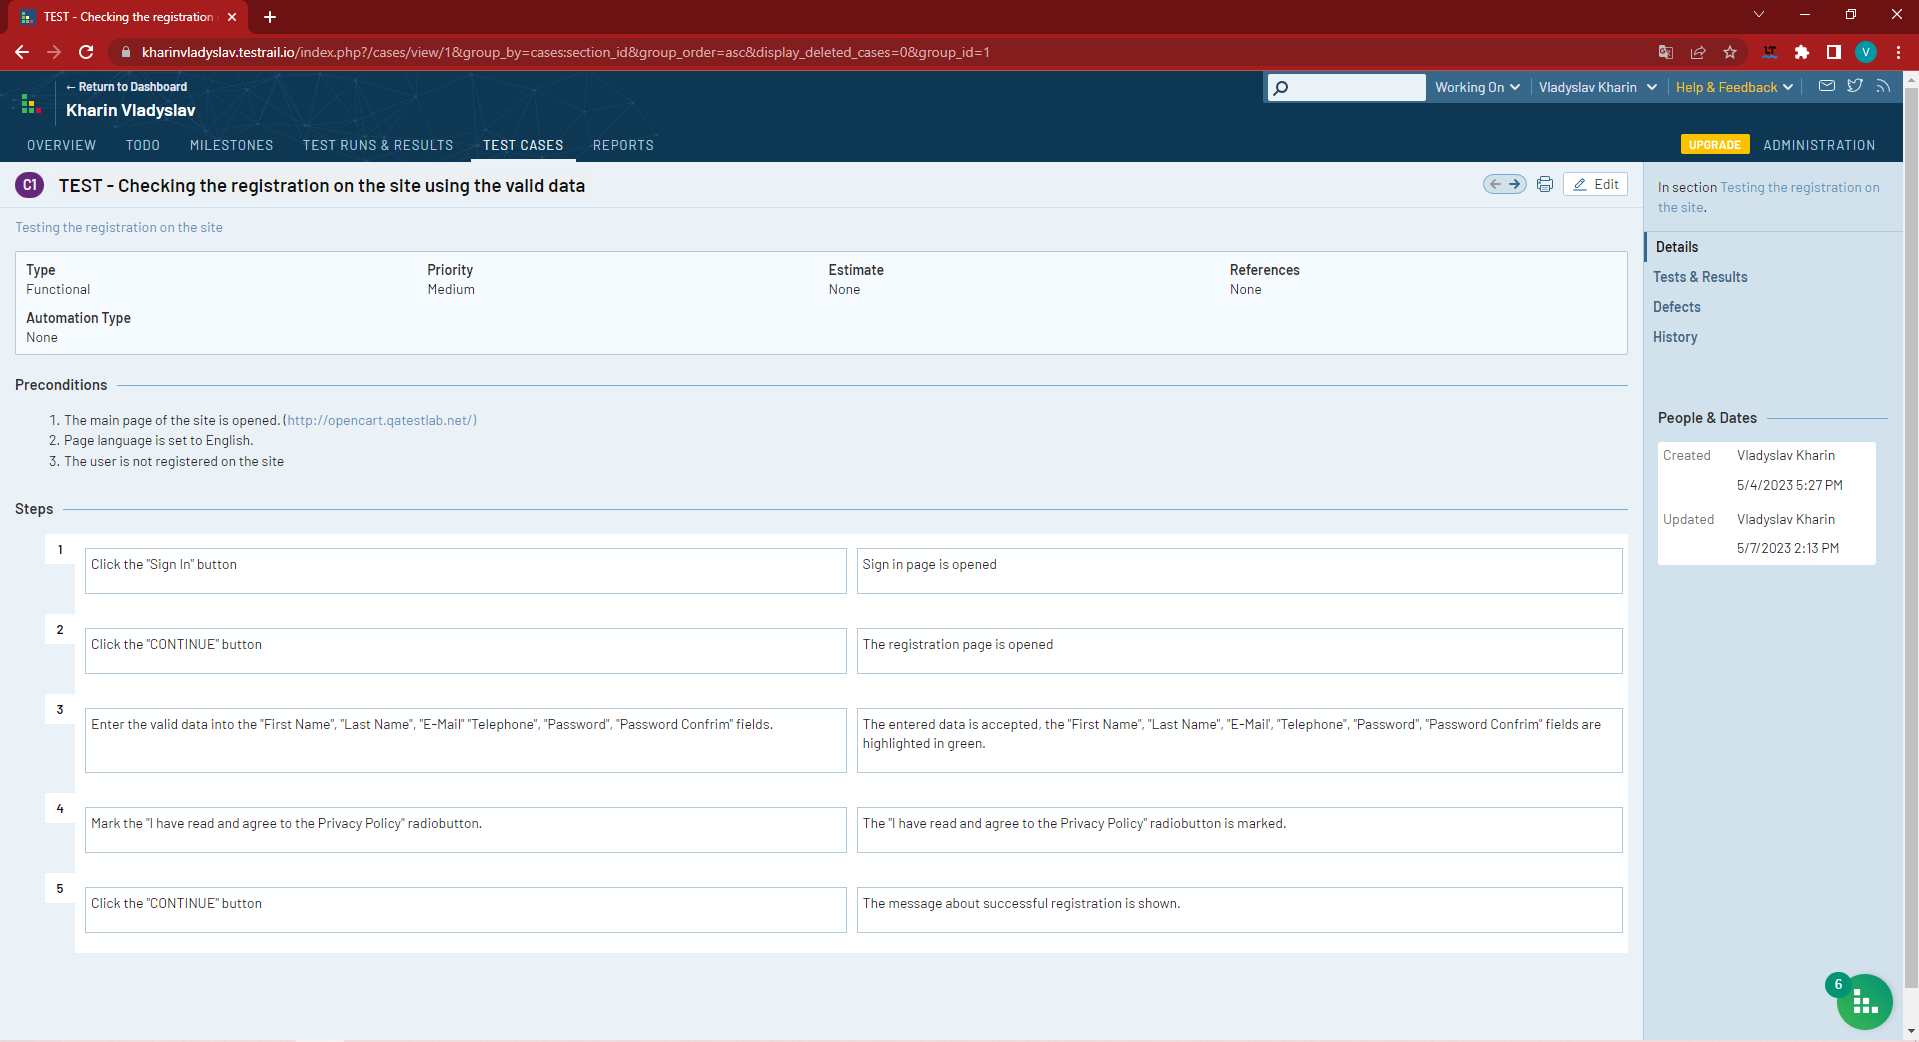 TEST - Checking the registration
kharinvladyslav.testrail.io/index.php?/cases/view/1&group_by=cases:section_id&group_order=asc&display_deleted_cases=0&group_id=1
V
← Return to Dashboard
Kharin Vladyslav
Working On
Vladyslav Kharin
Help & Feedback
OVERVIEW
TODO
MILESTONES
TEST RUNS & RESULTS
TEST CASES
REPORTS
UPGRADE
ADMINISTRATION
C1
TEST - Checking the registration on the site using the valid data
Edit
Testing the registration on the site
Type
Functional
Priority
Medium
Estimate
None
References
None
Automation Type
None
Preconditions
1. The main page of the site is opened. (http://opencart.qatestlab.net/)
2. Page language is set to English.
3. The user is not registered on the site
Steps
1
Click the "Sign In" button
Sign in page is opened
2
Click the "CONTINUE" button
The registration page is opened
3
Enter the valid data into the "First Name", "Last Name", "E-Mail" "Telephone", "Password", "Password Confrim" fields.
The entered data is accepted, the "First Name", "Last Name", "E-Mail', "Telephone", "Password", "Password Confrim" fields are
highlighted in green.
4
Mark the "I have read and agree to the Privacy Policy" radiobutton.
The "I have read and agree to the Privacy Policy" radiobutton is marked.
5
Click the "CONTINUE" button
The message about successful registration is shown.
In section Testing the registration on
the site.
Details
Tests & Results
Defects
History
People & Dates
Created
Vladyslav Kharin
5/4/2023 5:27 PM
Updated
Vladyslav Kharin
5/7/2023 2:13 PM
6